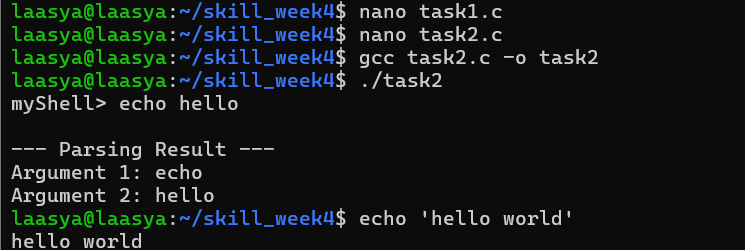 laasya@laasya:~/skill_week4$ nano task1.c
laasya@laasya:~/skill_week4$ nano task2.c
laasya@laasya:~/skill_week4$ gcc task2.c -o task2
laasya@laasya:~/skill_week4$ ./task2
myShell> echo hello
--- Parsing Result ---
Argument 1: echo
Argument 2: hello
laasya@laasya:~/skill_week4$ echo 'hello world'
hello world